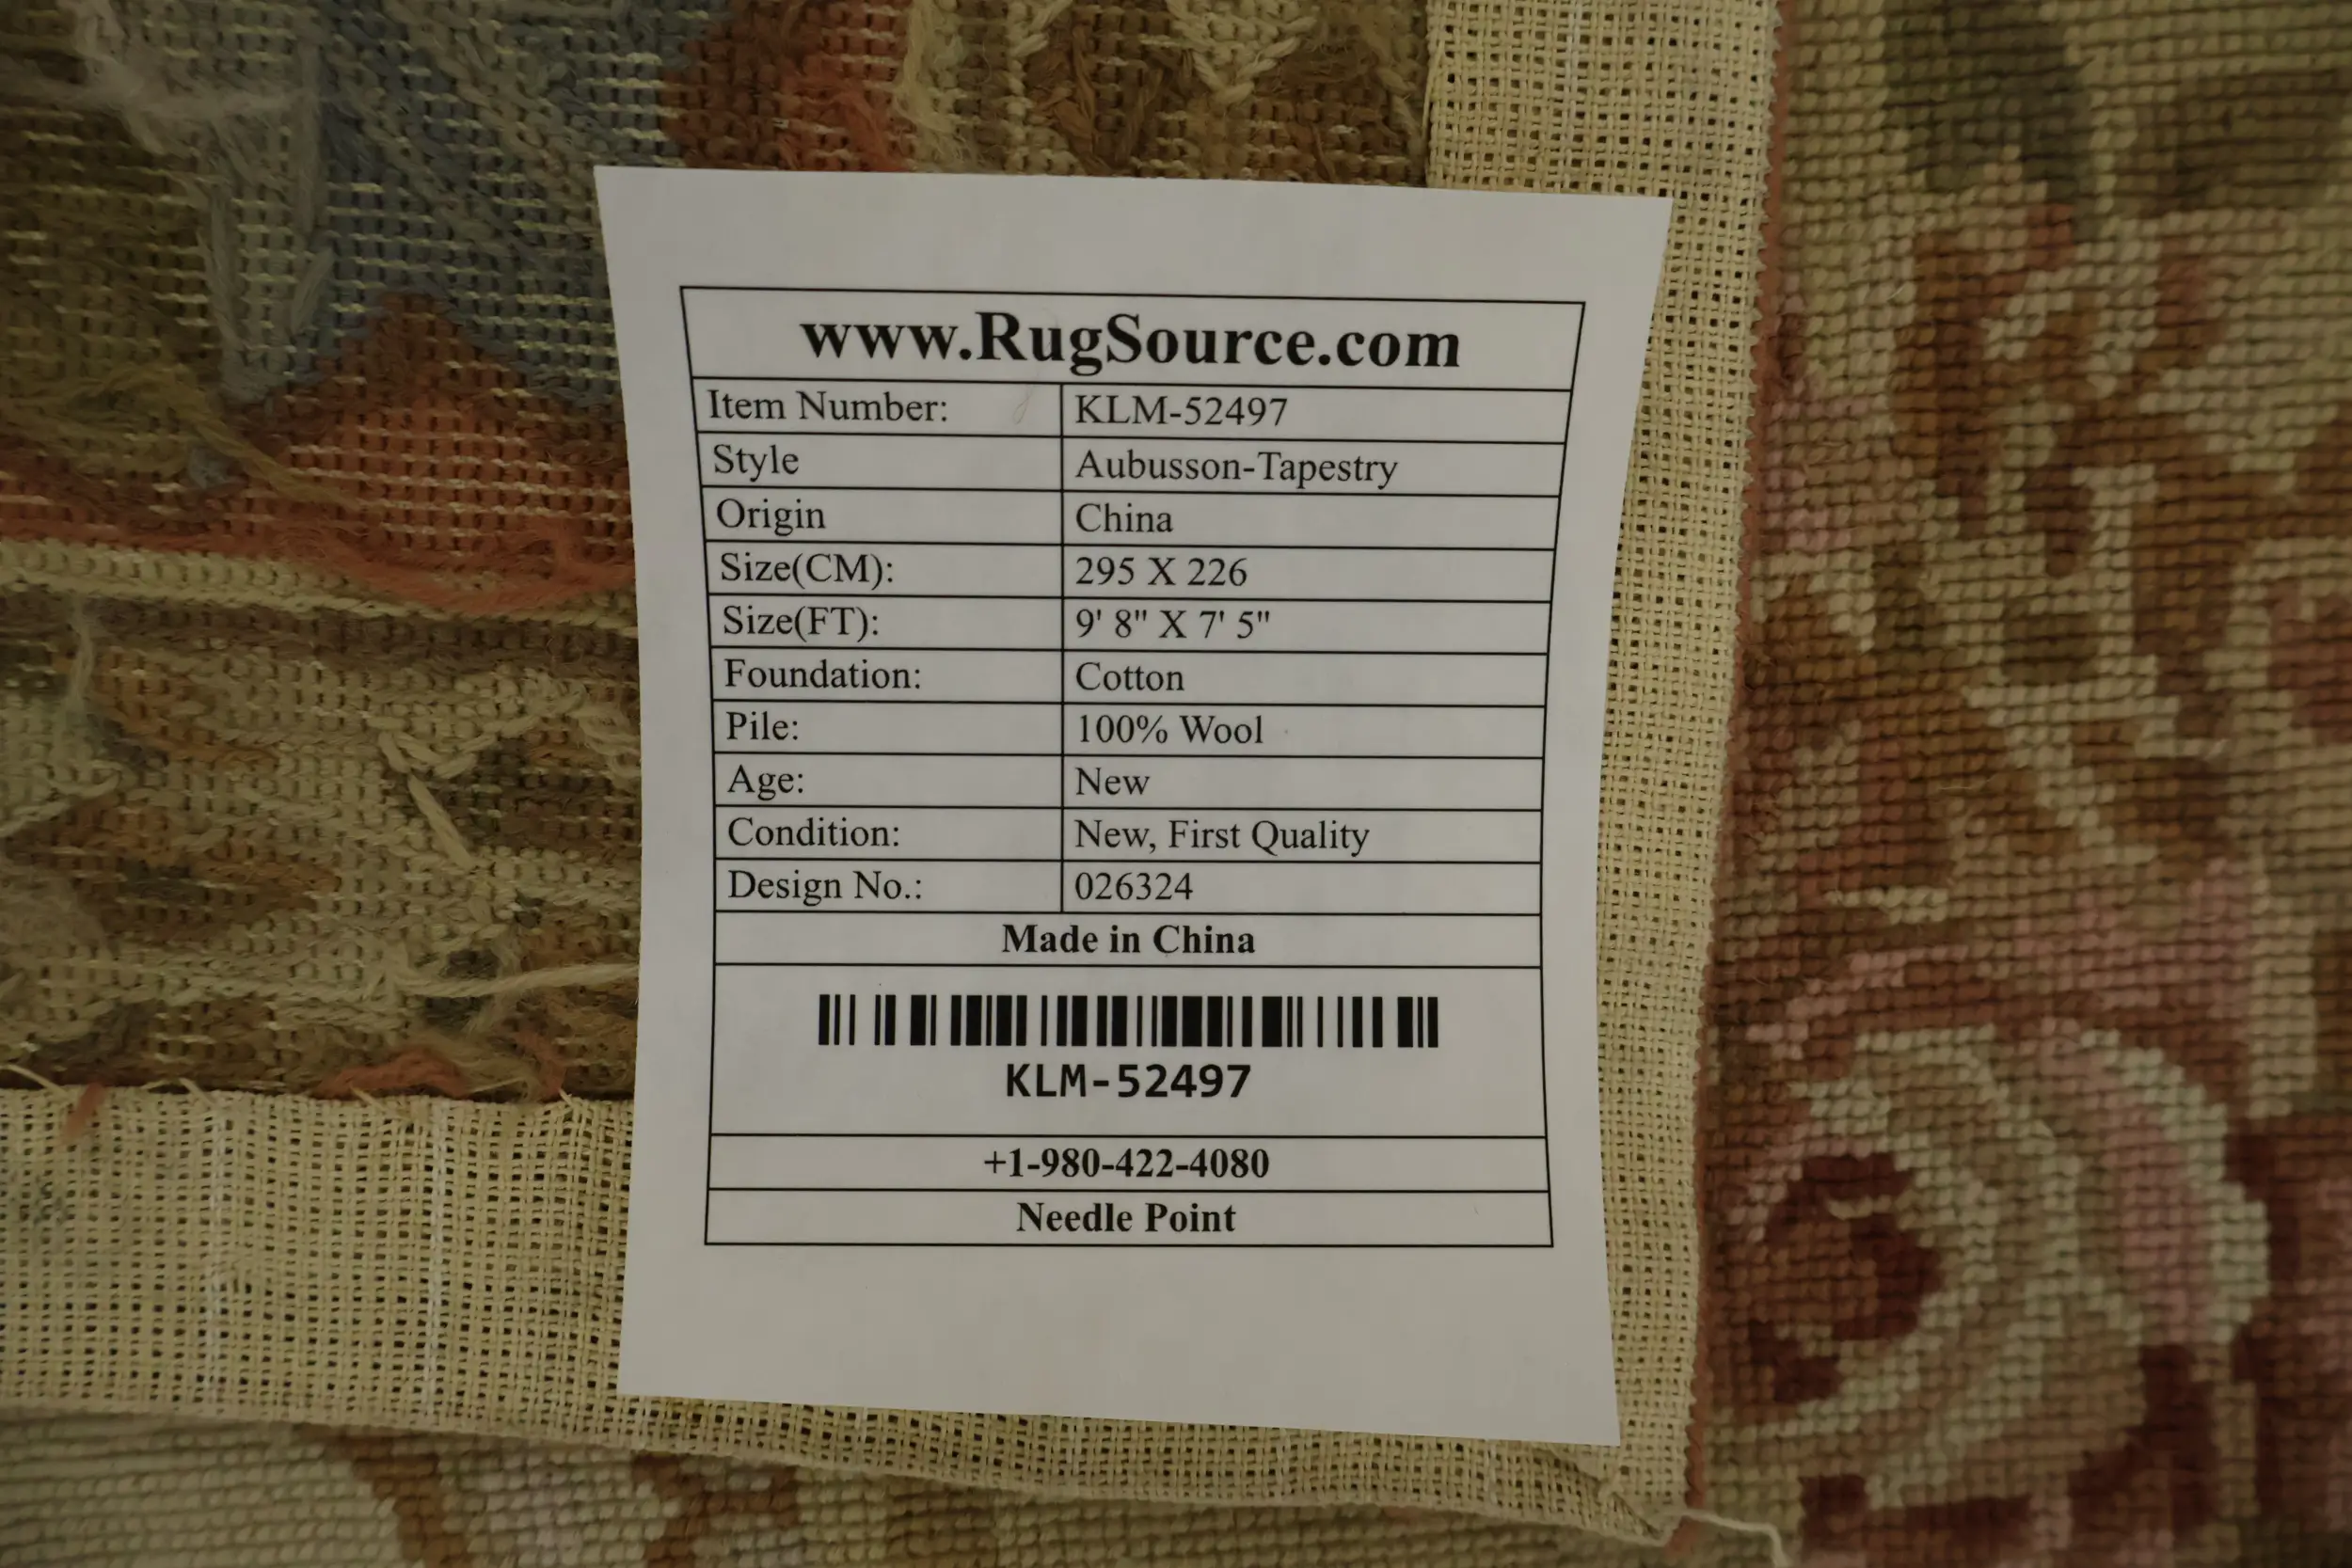 www.RugSource.com
Item Number: KLM-52497
Style Aubusson-Tapestry
Origin China
Size(CM): 295 X 226
Size(FT): 9' 8" X 7' 5"
Foundation: Cotton
Pile: 100% Wool
Age: New
Condition: New, First Quality
Design No.: 026324
Made in China
KLM-52497
+1-980-422-4080
Needle Point